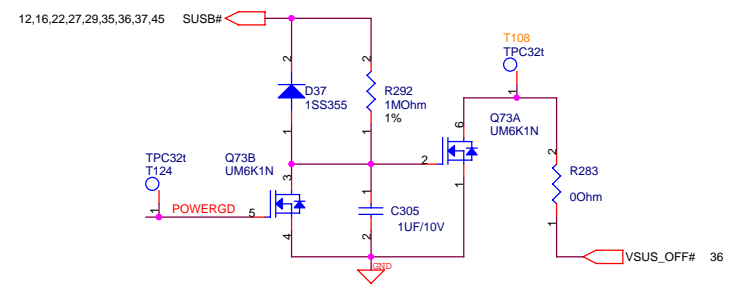 12,16,22,27,29,35,36,37,45 SUSB#
T108
TPC32t
1
2
D37
1SS355
1
2
R292
1MOhm
1%
1
Q73A
UM6K1N
6
2
1
2
R283
0Ohm
1
TPC32t
T124
1
POWERGD
Q73B
UM6K1N
3
5
4
1
C305
1UF/10V
2
GND
VSUS_OFF# 36